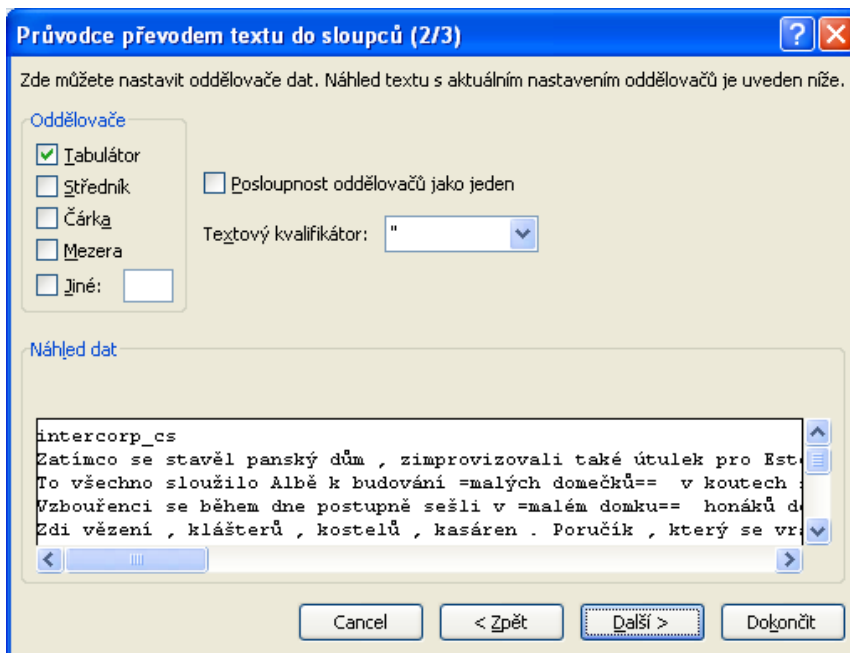 Průvodce převodem textu do sloupců (2/3)
Zde můžete nastavit oddělovače dat. Náhled textu s aktuálním nastavením oddělovačů je uveden níže.
Oddělovače
Tabulátor
Středník
Čárka
Mezera
Jiné:
Posloupnost oddělovačů jako jeden
Textový kvalifikátor: "
Náhled dat
intercorp_cs
Zatímco se stavěl panský dům , zimprovizovali také útulek pro
To všechno sloužilo Albě k budování =malých domečků== v koutech
Vzbouřenci se během dne postupně sešli v =malém domku== honáků
Zdi vězení , klášterů , kostelů , kasáren . Poručík , který se
Cancel
< Zpět
Další >
Dokončit